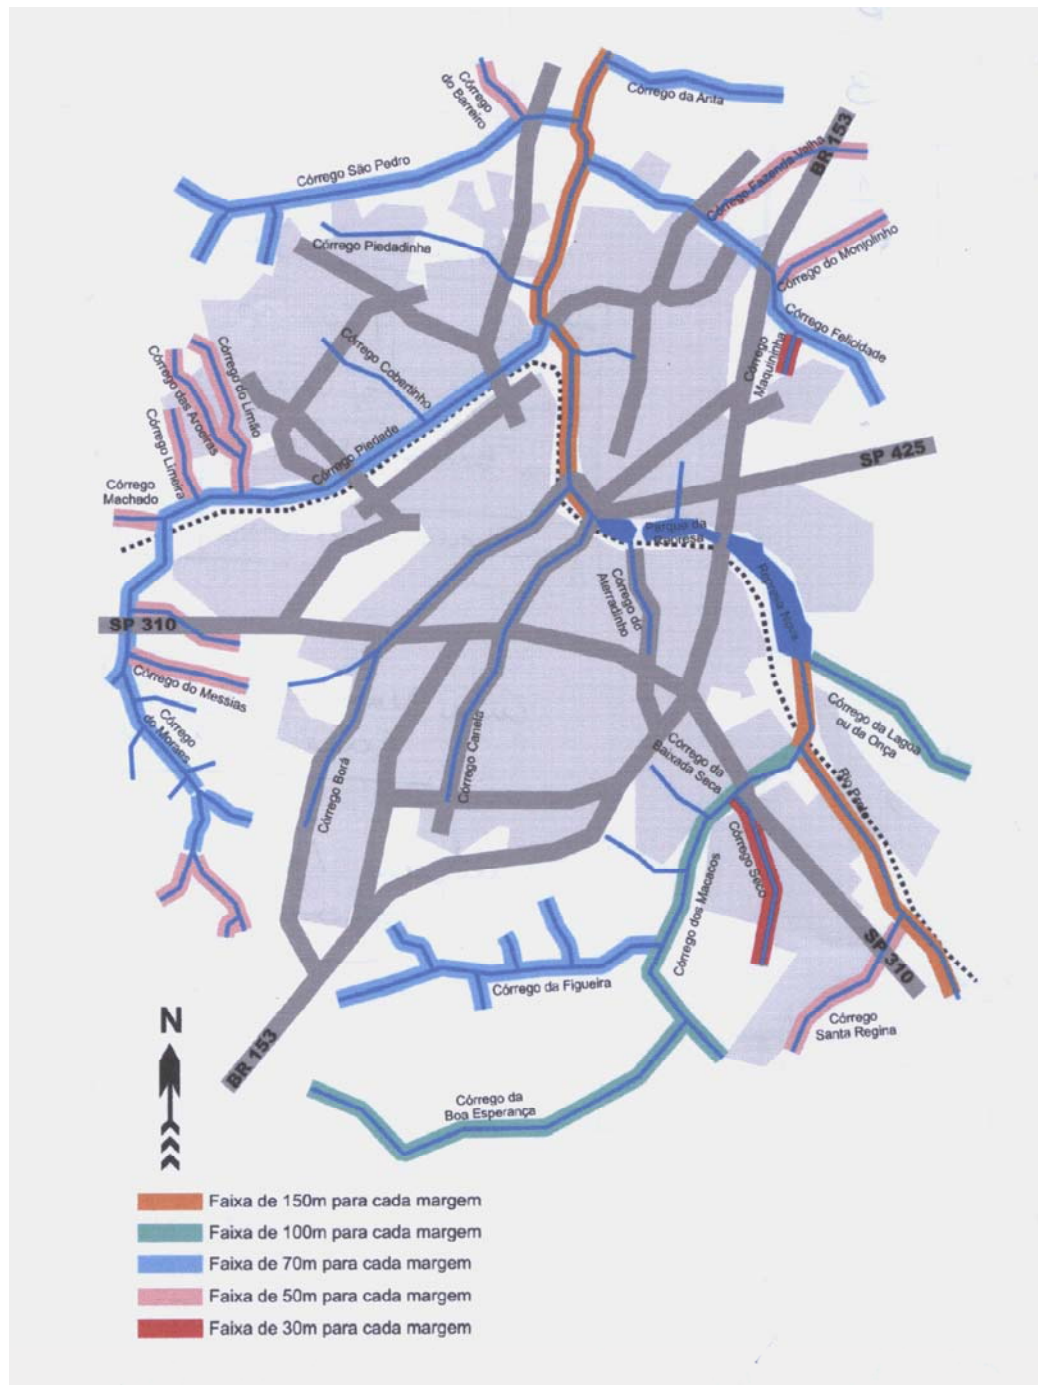 Córrego
do Barreiro
Córrego da Anta
BR 153
Córrego São Pedro
Córrego Fazenda Velha
Córrego Piedadinha
Córrego do Monjolinho
Córrego Felicidade
Córrego
Maquininha
Córrego Cobertinho
Córrego do Limão
Córrego das Aroeiras
Córrego Limeira
Córrego Piedade
Córrego
Machado
SP 425
Parque da
Represa
Represa Nova
Córrego do
Aterradinho
SP 310
Córrego do Messias
Córrego
do Moraes
Córrego da Lagoa
ou da Onça
Córrego da
Baixada Seca
Córrego Borá
Córrego Canela
Rio Preto
Córrego Seco
Córrego dos Macacos
SP 310
Córrego da Figueira
Córrego
Santa Regina
N
BR 153
Córrego da
Boa Esperança
Faixa de 150m para cada margem
Faixa de 100m para cada margem
Faixa de 70m para cada margem
Faixa de 50m para cada margem
Faixa de 30m para cada margem